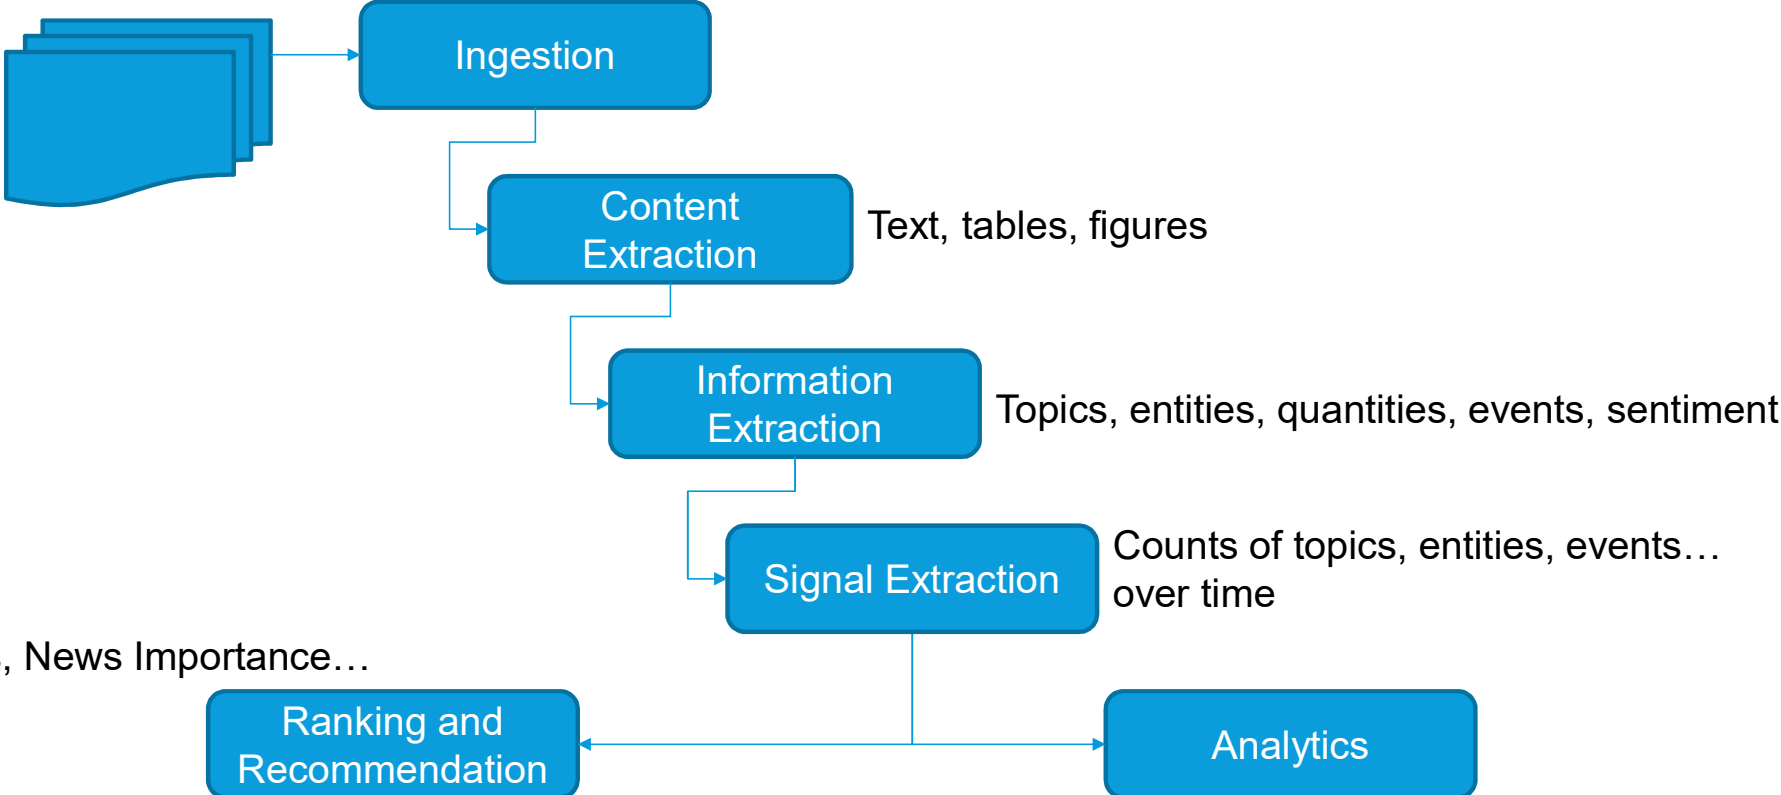 Ingestion
Content
Extraction
Text, tables, figures
Information
Extraction
Topics, entities, quantities, events, sentiment
Signal Extraction
Counts of topics, entities, events…
over time
, News Importance…
Ranking and
Recommendation
Analytics